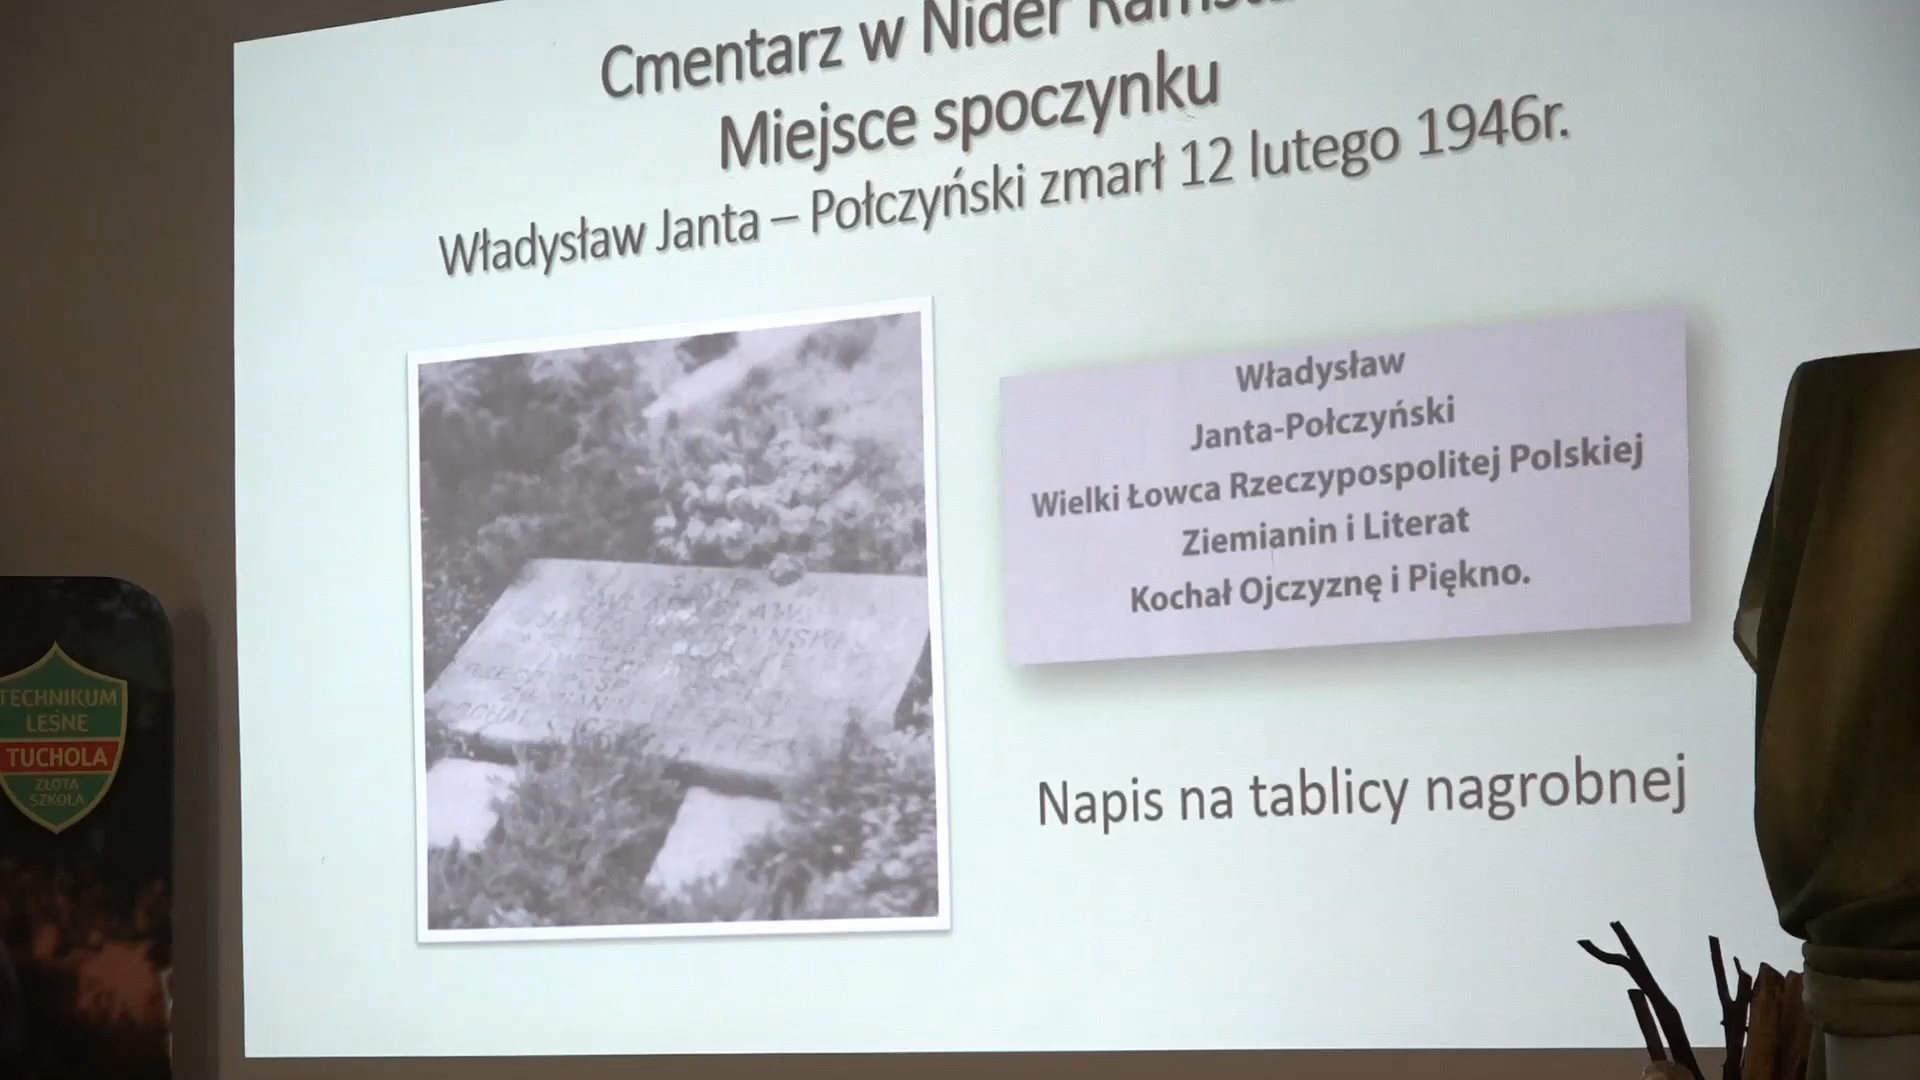 Cmentarz w Nider
Miejsce spoczynku
Władysław Janta – Połczyński zmarł 12 lutego 1946r.
Władysław
Janta-Połczyński
Wielki Łowca Rzeczypospolitej Polskiej
Ziemianin i Literat
Kochał Ojczyznę i Piękno.
Napis na tablicy nagrobnej
TECHNIKUM
LEŚNE
TUCHOLA
ZŁOTA
SZKOŁA